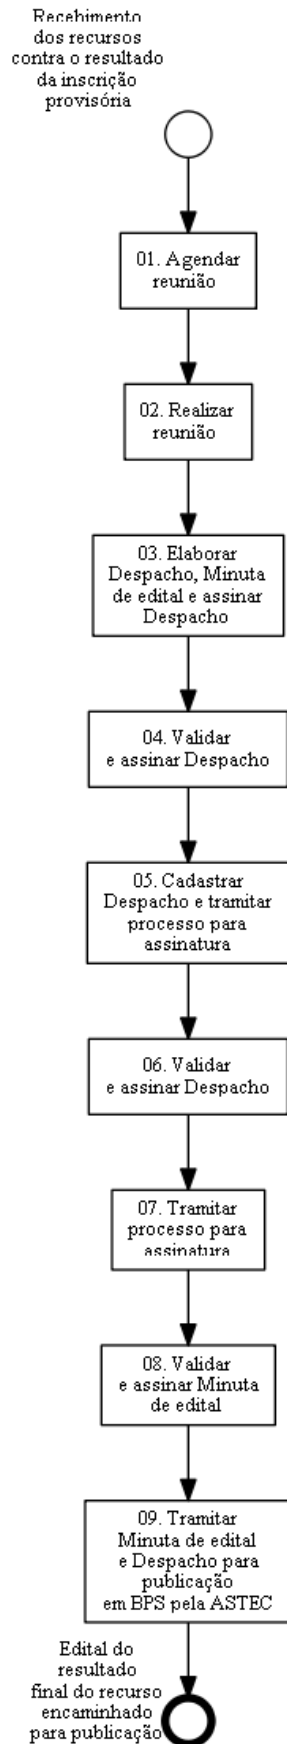 Recebimento
dos recursos
contra o resultado
da inscrição
provisória
01. Agendar
reunião
02. Realizar
reunião
03. Elaborar
Despacho, Minuta
de edital e assinar
Despacho
04. Validar
e assinar Despacho
05. Cadastrar
Despacho e tramitar
processo para
assinatura
06. Validar
e assinar Despacho
07. Tramitar
processo para
assinatura
08. Validar
e assinar Minuta
de edital
09. Tramitar
Minuta de edital
e Despacho para
publicação
em BPS pela ASTEC
Edital do
resultado
final do recurso
encaminhado
para publicação